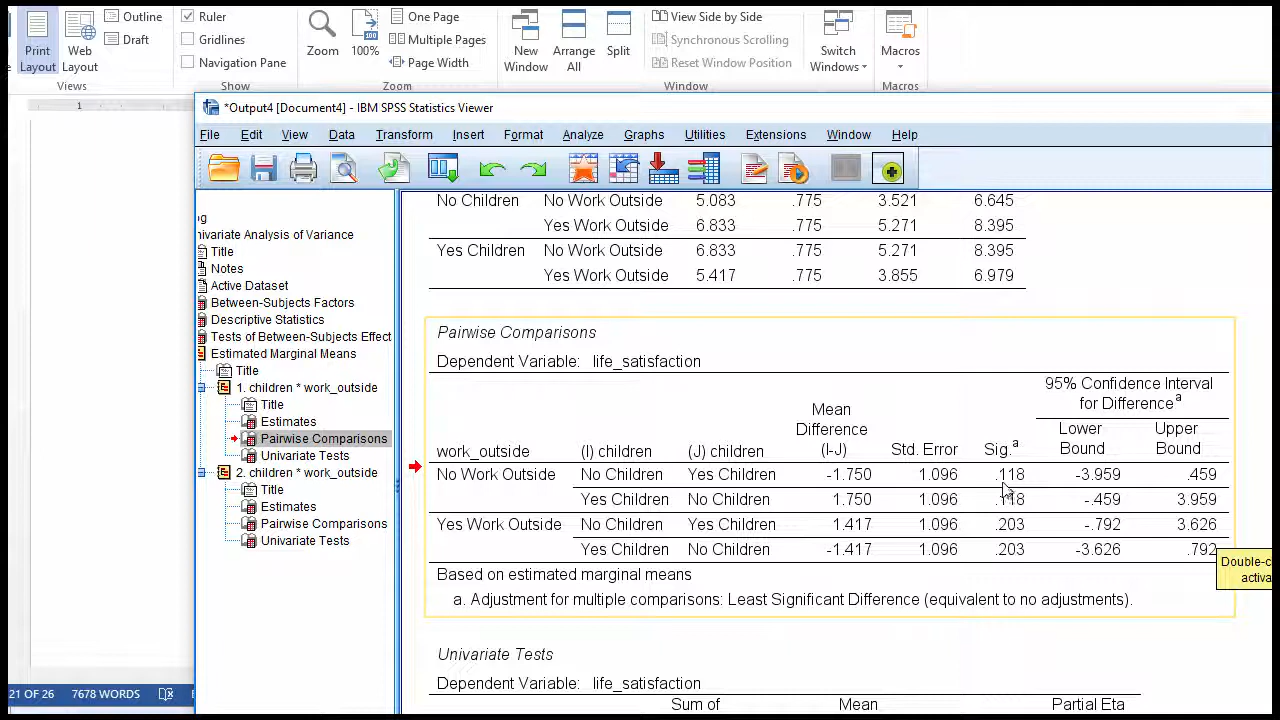 Print Layout
Web Layout
Outline
Draft
Views
Ruler
Gridlines
Navigation Pane
Show
Zoom
100%
One Page
Multiple Pages
Page Width
Zoom
New Window
Arrange All
Split
View Side by Side
Synchronous Scrolling
Reset Window Position
Window
Switch Windows
Macros
Macros
1
*Output4 [Document4] - IBM SPSS Statistics Viewer
File Edit View Data Transform Insert Format Analyze Graphs Utilities Extensions Window Help
og
nivariate Analysis of Variance
Title
Notes
Active Dataset
Between-Subjects Factors
Descriptive Statistics
Tests of Between-Subjects Effect
Estimated Marginal Means
Title
1. children * work_outside
Title
Estimates
Pairwise Comparisons
Univariate Tests
2. children * work_outside
Title
Estimates
Pairwise Comparisons
Univariate Tests
No Children No Work Outside 5.083 .775 3.521 6.645
Yes Work Outside 6.833 .775 5.271 8.395
Yes Children No Work Outside 6.833 .775 5.271 8.395
Yes Work Outside 5.417 .775 3.855 6.979
Pairwise Comparisons
Dependent Variable: life_satisfaction
95% Confidence Interval for Difference a
work_outside (I) children (J) children Mean Difference (I-J) Std. Error Sig. a Lower Bound Upper Bound
No Work Outside No Children Yes Children -1.750 1.096 .118 -3.959 .459
Yes Children No Children 1.750 1.096 .118 -.459 3.959
Yes Work Outside No Children Yes Children 1.417 1.096 .203 -.792 3.626
Yes Children No Children -1.417 1.096 .203 -3.626 .792
Based on estimated marginal means
a. Adjustment for multiple comparisons: Least Significant Difference (equivalent to no adjustments).
Double-c
activa
Univariate Tests
Dependent Variable: life_satisfaction
Sum of Mean Partial Eta
21 OF 26 7678 WORDS